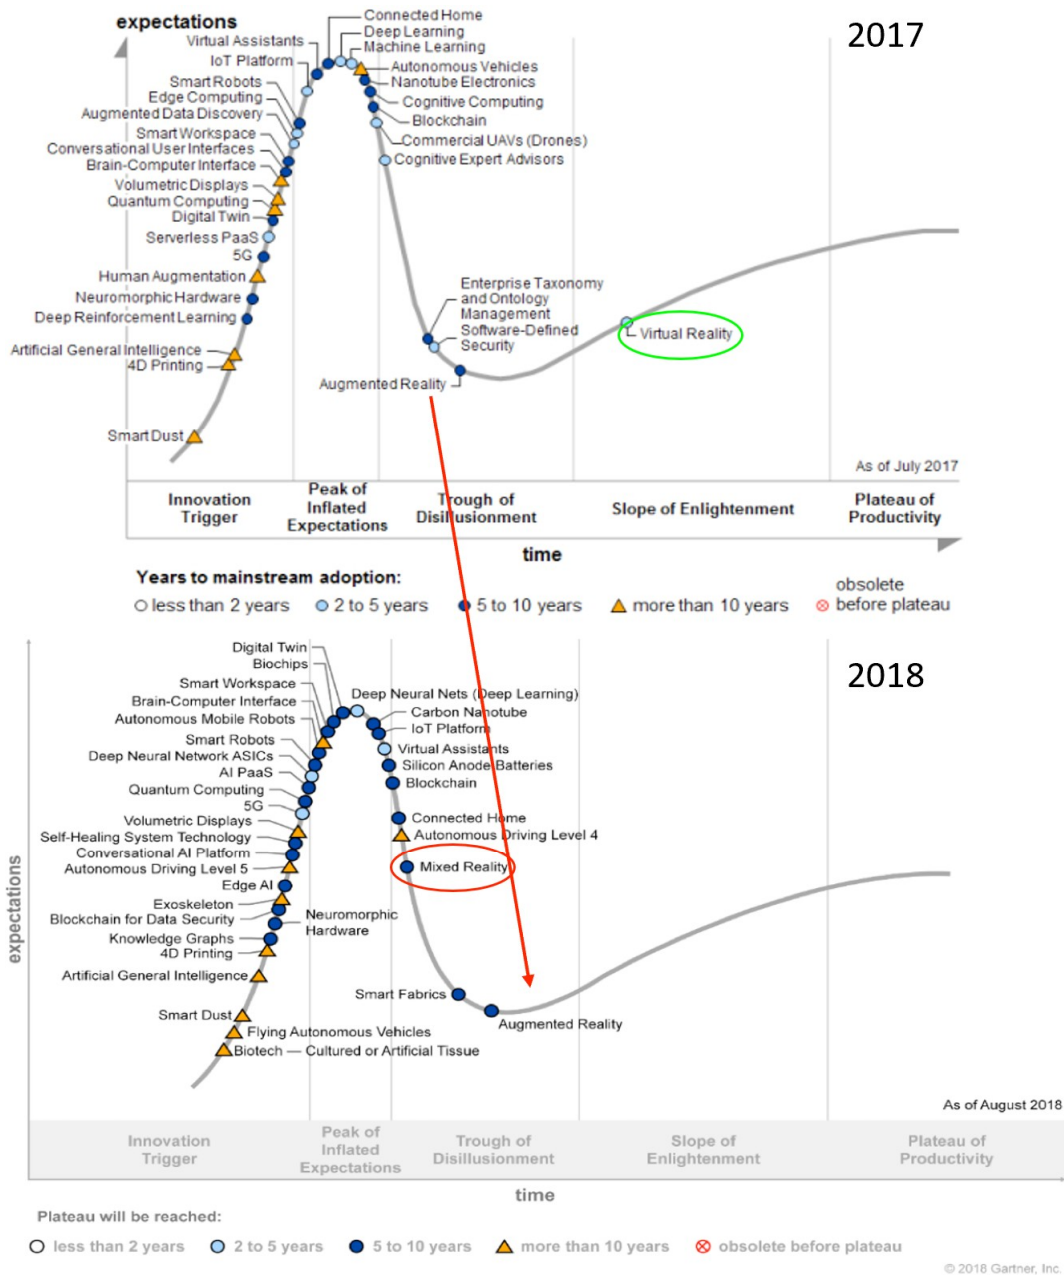 expectations
2017
Connected Home
Deep Learning
Virtual Assistants
Machine Learning
IoT Platform
Autonomous Vehicles
Smart Robots
Nanotube Electronics
Edge Computing
Cognitive Computing
Augmented Data Discovery
Blockchain
Smart Workspace
Commercial UAVs (Drones)
Conversational User Interfaces
Cognitive Expert Advisors
Brain-Computer Interface
Volumetric Displays
Quantum Computing
Digital Twin
Serverless PaaS
5G
Human Augmentation
Enterprise Taxonomy
and Ontology
Management
Neuromorphic Hardware
Deep Reinforcement Learning
Software-Defined
Security
Virtual Reality
Artificial General Intelligence
4D Printing
Augmented Reality
Smart Dust
As of July 2017
Innovation
Trigger
Peak of
Inflated
Expectations
Trough of
Disillusionment
Slope of Enlightenment
Plateau of
Productivity
time
Years to mainstream adoption:
less than 2 years
2 to 5 years
5 to 10 years
more than 10 years
obsolete
before plateau
2018
Digital Twin
Biochips
Smart Workspace
Deep Neural Nets (Deep Learning)
Brain-Computer Interface
Carbon Nanotube
Autonomous Mobile Robots
IoT Platform
Smart Robots
Virtual Assistants
Deep Neural Network ASICs
Silicon Anode Batteries
AI PaaS
Blockchain
Quantum Computing
5G
Connected Home
Volumetric Displays
Autonomous Driving Level 4
Self-Healing System Technology
Conversational AI Platform
Autonomous Driving Level 5
Mixed Reality
Edge AI
Exoskeleton
Blockchain for Data Security
Neuromorphic
Hardware
Knowledge Graphs
4D Printing
Artificial General Intelligence
Smart Fabrics
Smart Dust
Augmented Reality
Flying Autonomous Vehicles
Biotech — Cultured or Artificial Tissue
expectations
As of August 2018
Innovation
Trigger
Peak of
Inflated
Expectations
Trough of
Disillusionment
Slope of
Enlightenment
Plateau of
Productivity
time
Plateau will be reached:
less than 2 years
2 to 5 years
5 to 10 years
more than 10 years
obsolete before plateau
© 2018 Gartner, Inc.